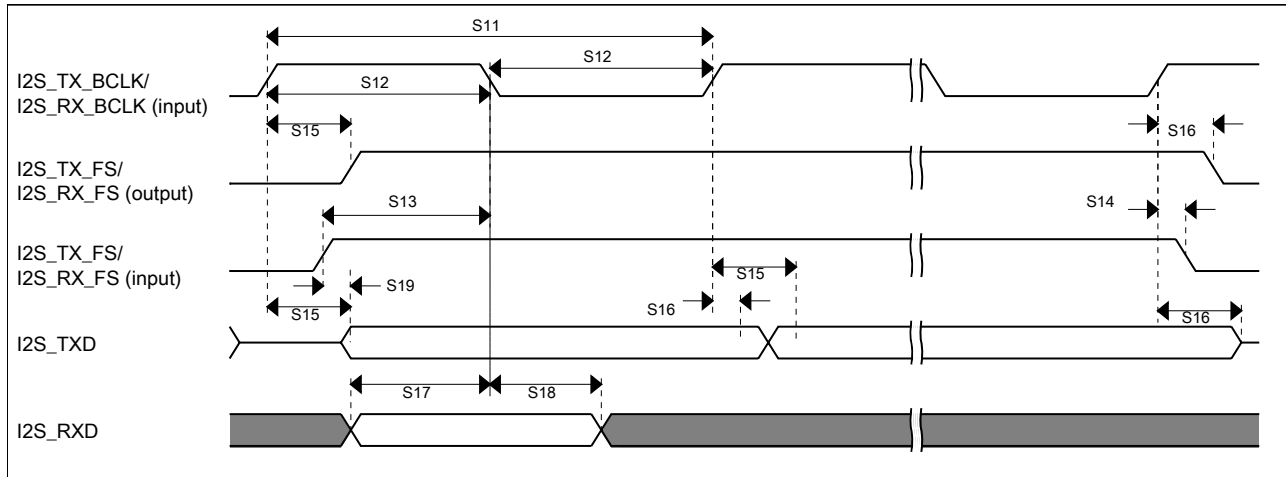 S11
S12
I2S_TX_BCLK/
I2S_RX_BCLK (input)
S12
S15
S16
I2S_TX_FS/
I2S_RX_FS (output)
S13
S14
I2S_TX_FS/
I2S_RX_FS (input)
S15
S19
S16
S15
S16
I2S_TXD
S17
S18
I2S_RXD